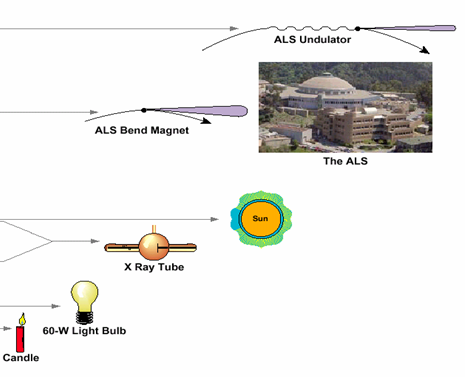 ALS Undulator
ALS Bend Magnet
The ALS
Sun
X Ray Tube
60-W Light Bulb
Candle